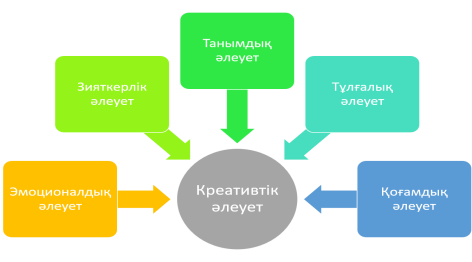 Танымдық
әлеует
Зияткерлік
әлеует
Тұлғалық
әлеует
Эмоционалдық
әлеует
Креативтік
әлеует
Қоғамдық
әлеует